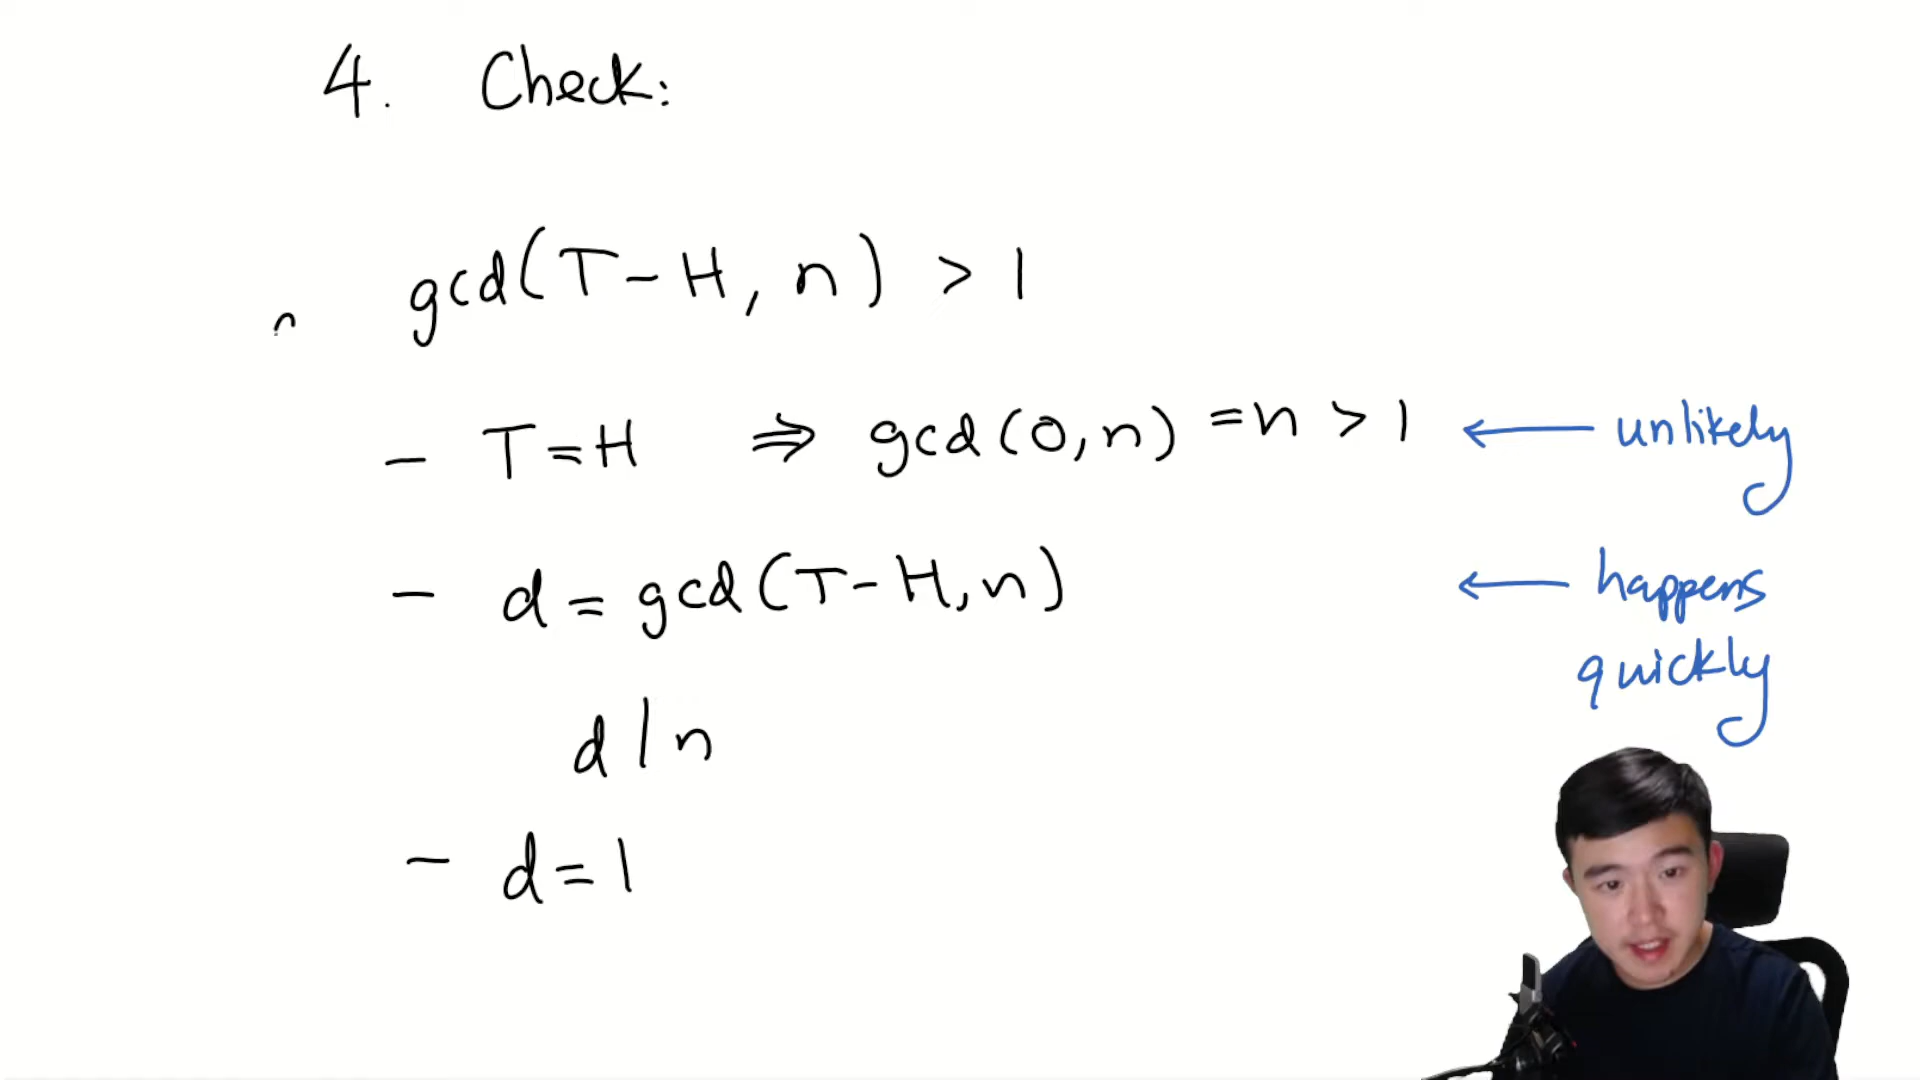 4. Check:
gcd(T-H, n) > 1
- T=H ⇒ gcd(0,n) =n > 1 ← unlikely
- d = gcd(T-H,n) ← happens
quickly
d | n
- d=1